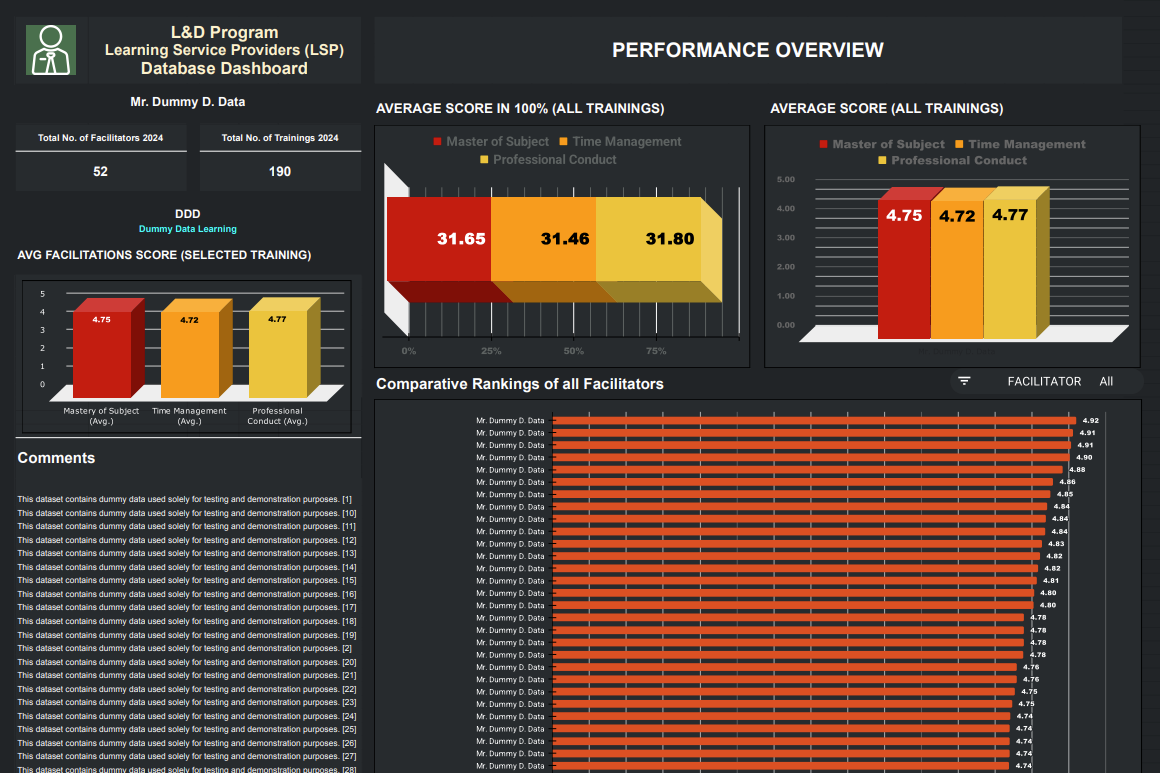 L&D Program
Learning Service Providers (LSP)
Database Dashboard
PERFORMANCE OVERVIEW
Mr. Dummy D. Data
Total No. of Facilitators 2024
Total No. of Trainings 2024
52
190
DDD
Dummy Data Learning
AVG FACILITATIONS SCORE (SELECTED TRAINING)
5
4
3
2
1
0
4.75
4.72
4.77
Mastery of Subject (Avg.)
Time Management (Avg.)
Professional Conduct (Avg.)
Comments
This dataset contains dummy data used solely for testing and demonstration purposes. [1]
This dataset contains dummy data used solely for testing and demonstration purposes. [10]
This dataset contains dummy data used solely for testing and demonstration purposes. [11]
This dataset contains dummy data used solely for testing and demonstration purposes. [12]
This dataset contains dummy data used solely for testing and demonstration purposes. [13]
This dataset contains dummy data used solely for testing and demonstration purposes. [14]
This dataset contains dummy data used solely for testing and demonstration purposes. [15]
This dataset contains dummy data used solely for testing and demonstration purposes. [16]
This dataset contains dummy data used solely for testing and demonstration purposes. [17]
This dataset contains dummy data used solely for testing and demonstration purposes. [18]
This dataset contains dummy data used solely for testing and demonstration purposes. [19]
This dataset contains dummy data used solely for testing and demonstration purposes. [2]
This dataset contains dummy data used solely for testing and demonstration purposes. [20]
This dataset contains dummy data used solely for testing and demonstration purposes. [21]
This dataset contains dummy data used solely for testing and demonstration purposes. [22]
This dataset contains dummy data used solely for testing and demonstration purposes. [23]
This dataset contains dummy data used solely for testing and demonstration purposes. [24]
This dataset contains dummy data used solely for testing and demonstration purposes. [25]
This dataset contains dummy data used solely for testing and demonstration purposes. [26]
This dataset contains dummy data used solely for testing and demonstration purposes. [27]
This dataset contains dummy data used solely for testing and demonstration purposes. [28]
AVERAGE SCORE IN 100% (ALL TRAININGS)
Master of Subject Time Management
Professional Conduct
31.65 31.46 31.80
0% 25% 50% 75%
AVERAGE SCORE (ALL TRAININGS)
Master of Subject Time Management
Professional Conduct
5.00
4.00
3.00
2.00
1.00
0.00
4.75 4.72 4.77
Comparative Rankings of all Facilitators
FACILITATOR All
Mr. Dummy D. Data 4.92
Mr. Dummy D. Data 4.91
Mr. Dummy D. Data 4.91
Mr. Dummy D. Data 4.90
Mr. Dummy D. Data 4.88
Mr. Dummy D. Data 4.86
Mr. Dummy D. Data 4.85
Mr. Dummy D. Data 4.84
Mr. Dummy D. Data 4.84
Mr. Dummy D. Data 4.84
Mr. Dummy D. Data 4.83
Mr. Dummy D. Data 4.82
Mr. Dummy D. Data 4.82
Mr. Dummy D. Data 4.81
Mr. Dummy D. Data 4.80
Mr. Dummy D. Data 4.80
Mr. Dummy D. Data 4.78
Mr. Dummy D. Data 4.78
Mr. Dummy D. Data 4.78
Mr. Dummy D. Data 4.78
Mr. Dummy D. Data 4.76
Mr. Dummy D. Data 4.76
Mr. Dummy D. Data 4.75
Mr. Dummy D. Data 4.75
Mr. Dummy D. Data 4.74
Mr. Dummy D. Data 4.74
Mr. Dummy D. Data 4.74
Mr. Dummy D. Data 4.74
Mr. Dummy D. Data 4.74